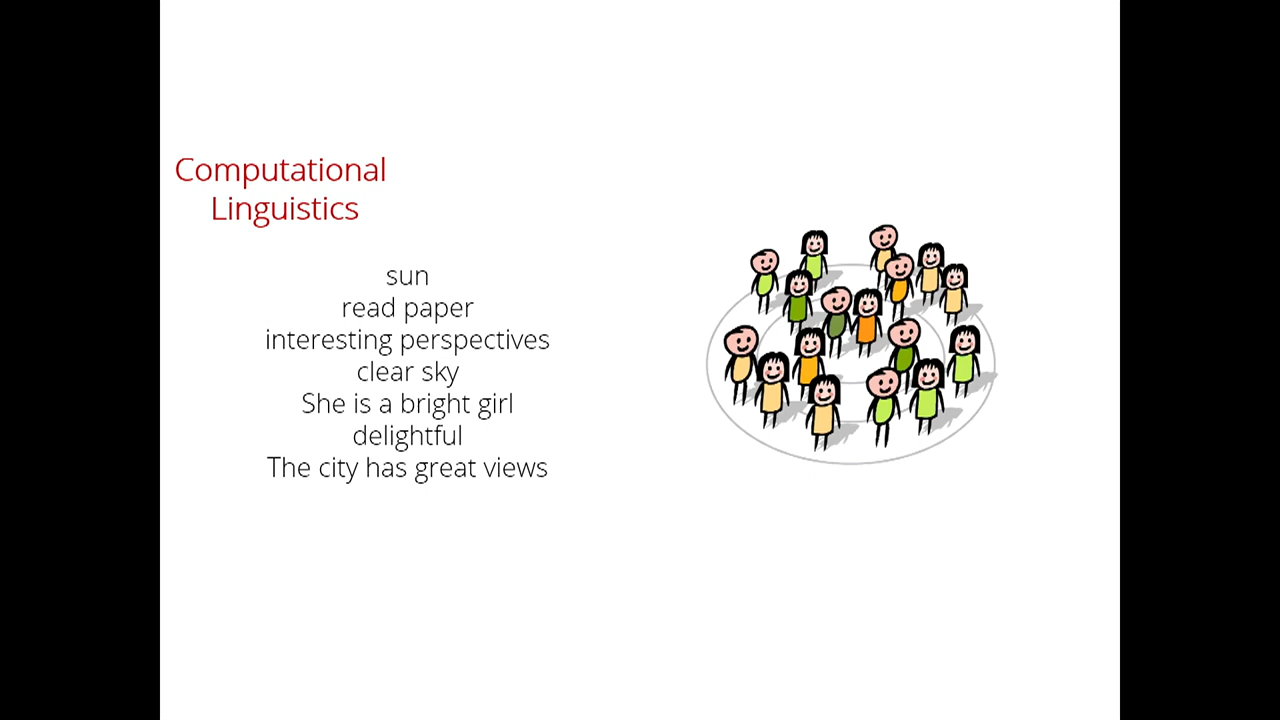 Computational
Linguistics
sun
read paper
interesting perspectives
clear sky
She is a bright girl
delightful
The city has great views